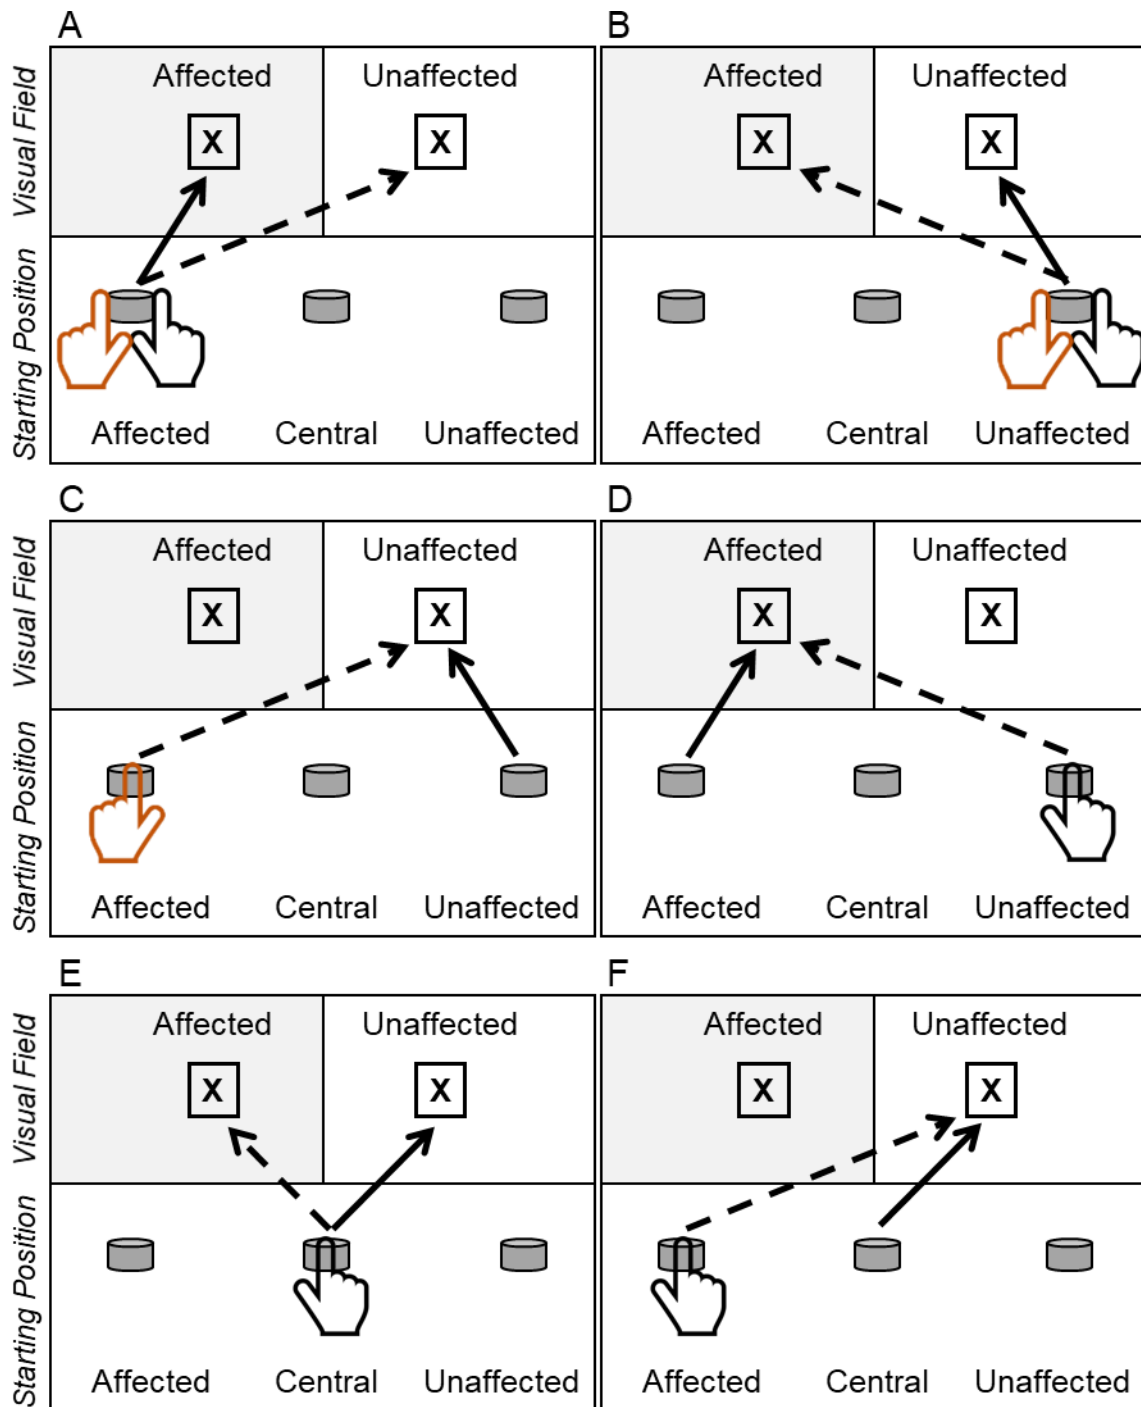 A
B
Visual Field
Affected
Unaffected
Affected
Unaffected
X
X
X
X
Starting Position
Affected
Central
Unaffected
Affected
Central
Unaffected
C
D
Visual Field
Affected
Unaffected
Affected
Unaffected
X
X
X
X
Starting Position
Affected
Central
Unaffected
Affected
Central
Unaffected
E
F
Visual Field
Affected
Unaffected
Affected
Unaffected
X
X
X
X
Starting Position
Affected
Central
Unaffected
Affected
Central
Unaffected